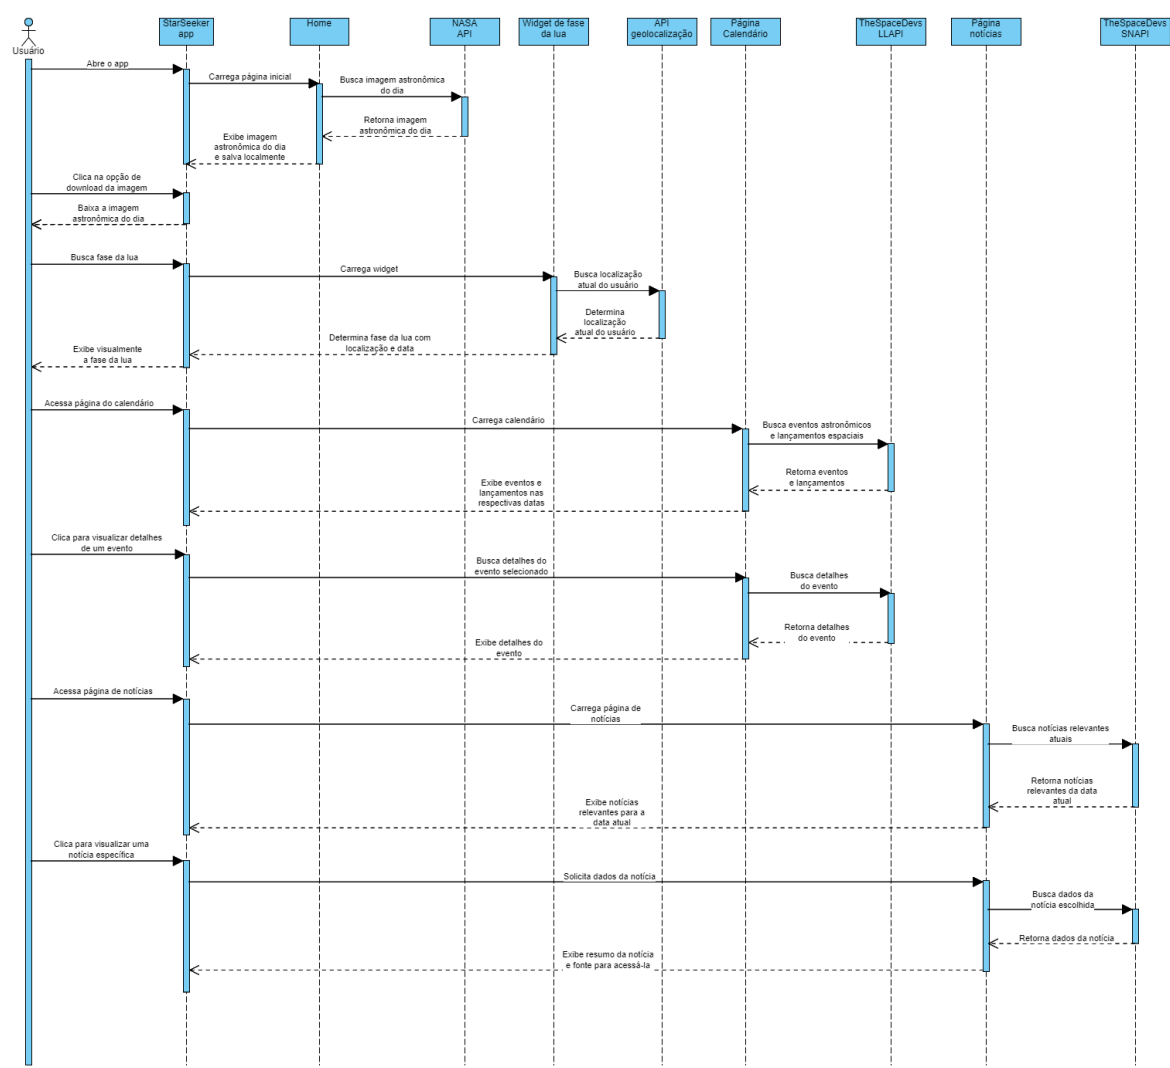 Usuário
StarSeeker
app
Home
NASA
API
Widget de fase
da lua
API
geolocalização
Página
Calendário
TheSpaceDevs
LLAPI
Página
notícias
TheSpaceDevs
SNAPI
Abre o app
Carrega página inicial
Busca imagem astronômica
do dia
Retorna imagem
astronômica do dia
Exibe imagem
astronômica do dia
e salva localmente
Clica na opção de
download da imagem
Baixa a imagem
astronômica do dia
Busca fase da lua
Carrega widget
Busca localização
atual do usuário
Determina
localização
atual do usuário
Determina fase da lua com
localização e data
Exibe visualmente
a fase da lua
Acessa página do calendário
Carrega calendário
Busca eventos astronômicos
e lançamentos espaciais
Retorna eventos
e lançamentos
Exibe eventos e
lançamentos nas
respectivas datas
Clica para visualizar detalhes
de um evento
Busca detalhes do
evento selecionado
Busca detalhes
do evento
Retorna detalhes
do evento
Exibe detalhes do
evento
Acessa página de notícias
Carrega página de
notícias
Busca notícias relevantes
atuais
Retorna notícias
relevantes da data
atual
Exibe notícias
relevantes para a
data atual
Clica para visualizar uma
notícia específica
Solicita dados da notícia
Busca dados da
notícia escolhida
Retorna dados da notícia
Exibe resumo da notícia
e fonte para acessá-la